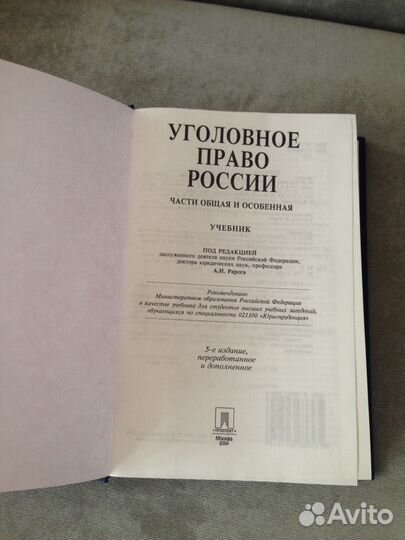 УГОЛОВНОЕ
ПРАВО
РОССИИ
ЧАСТИ ОБЩАЯ И ОСОБЕННАЯ
УЧЕБНИК
ПОД РЕДАКЦИЕЙ
заслуженного деятеля науки Российской Федерации,
доктора юридических наук, профессора
А.И. Рарога
Рекомендовано
Министерством образования Российской Федерации
в качестве учебника для студентов высших учебных заведений,
обучающихся по специальности 021100 «Юриспруденция»
5-е издание,
переработанное
и дополненное
ПРОСПЕКТ
Москва
2004
Avito